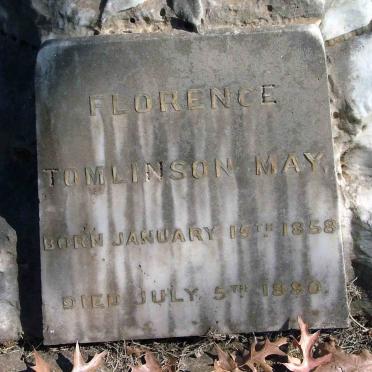 FLORENCE
TOMLINSON MAY,
BORN JANUARY 15TH 1858
DIED JULY 5TH 1890.